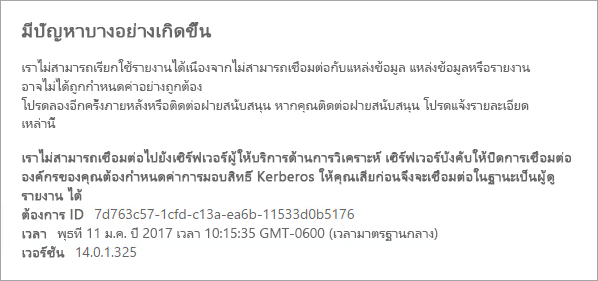 มีปัญหาบางอย่างเกิดขึ้น
เราไม่สามารถเรียกใช้รายงานได้เนื่องจากไม่สามารถเชื่อมต่อกับแหล่งข้อมูล แหล่งข้อมูลหรือรายงาน
อาจไม่ได้ถูกกำหนดค่าอย่างถูกต้อง
โปรดลองอีกครั้งภายหลังหรือติดต่อฝ่ายสนับสนุน หากคุณติดต่อฝ่ายสนับสนุน โปรดแจ้งรายละเอียด
เหล่านี้
เราไม่สามารถเชื่อมต่อไปยังเซิร์ฟเวอร์ผู้ให้บริการด้านการวิเคราะห์ เซิร์ฟเวอร์บังคับให้ปิดการเชื่อมต่อ
องค์กรของคุณต้องกำหนดค่าการมอบสิทธิ์ Kerberos ให้คุณเสียก่อนจึงจะเชื่อมต่อในฐานะเป็นผู้ดู
รายงาน ได้
ต้องการ ID 7d763c57-1cfd-c13a-ea6b-11533d0b5176
เวลา พุธที่ 11 ม.ค. ปี 2017 เวลา 10:15:35 GMT-0600 (เวลามาตรฐานกลาง)
เวอร์ชัน 14.0.1.325